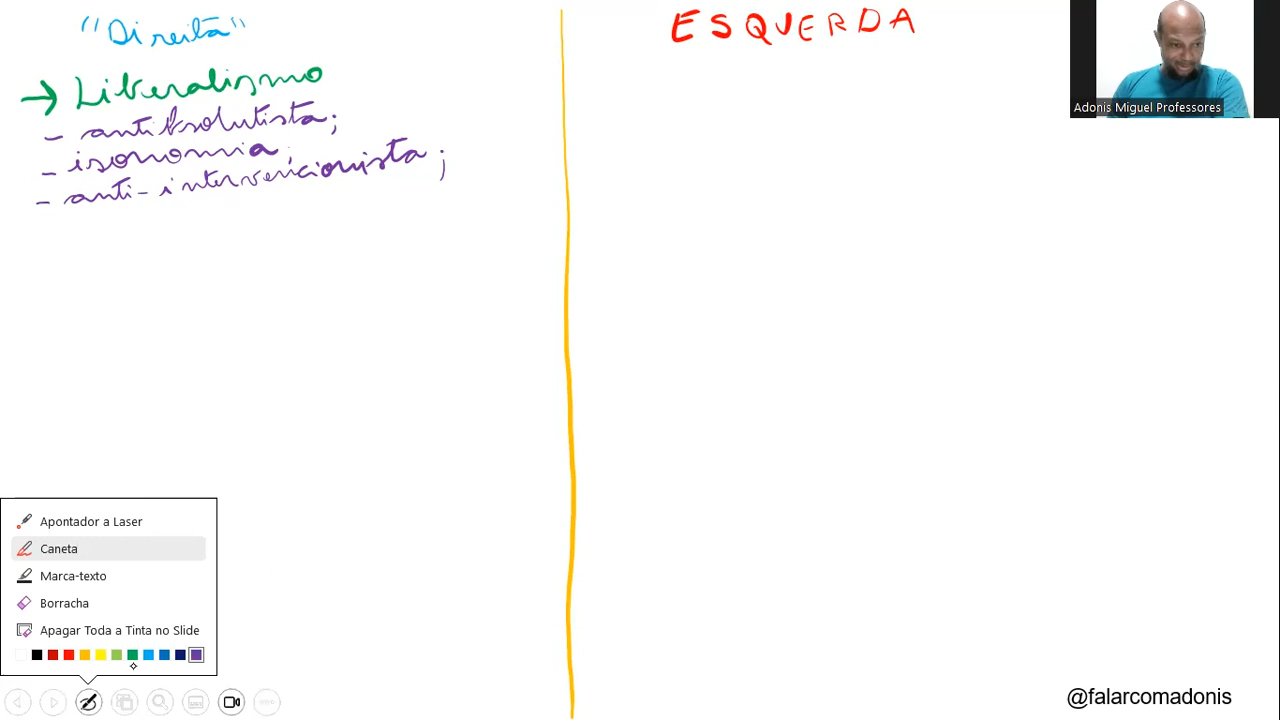 "Direita"
→ Liberalismo
- antibsolutista;
- isonomia;
- anti-intervencionista;
ESQUERDA
Adonis Miguel Professores
Apontador a Laser
Caneta
Marca-texto
Borracha
Apagar Toda a Tinta no Slide
@falarcomadonis